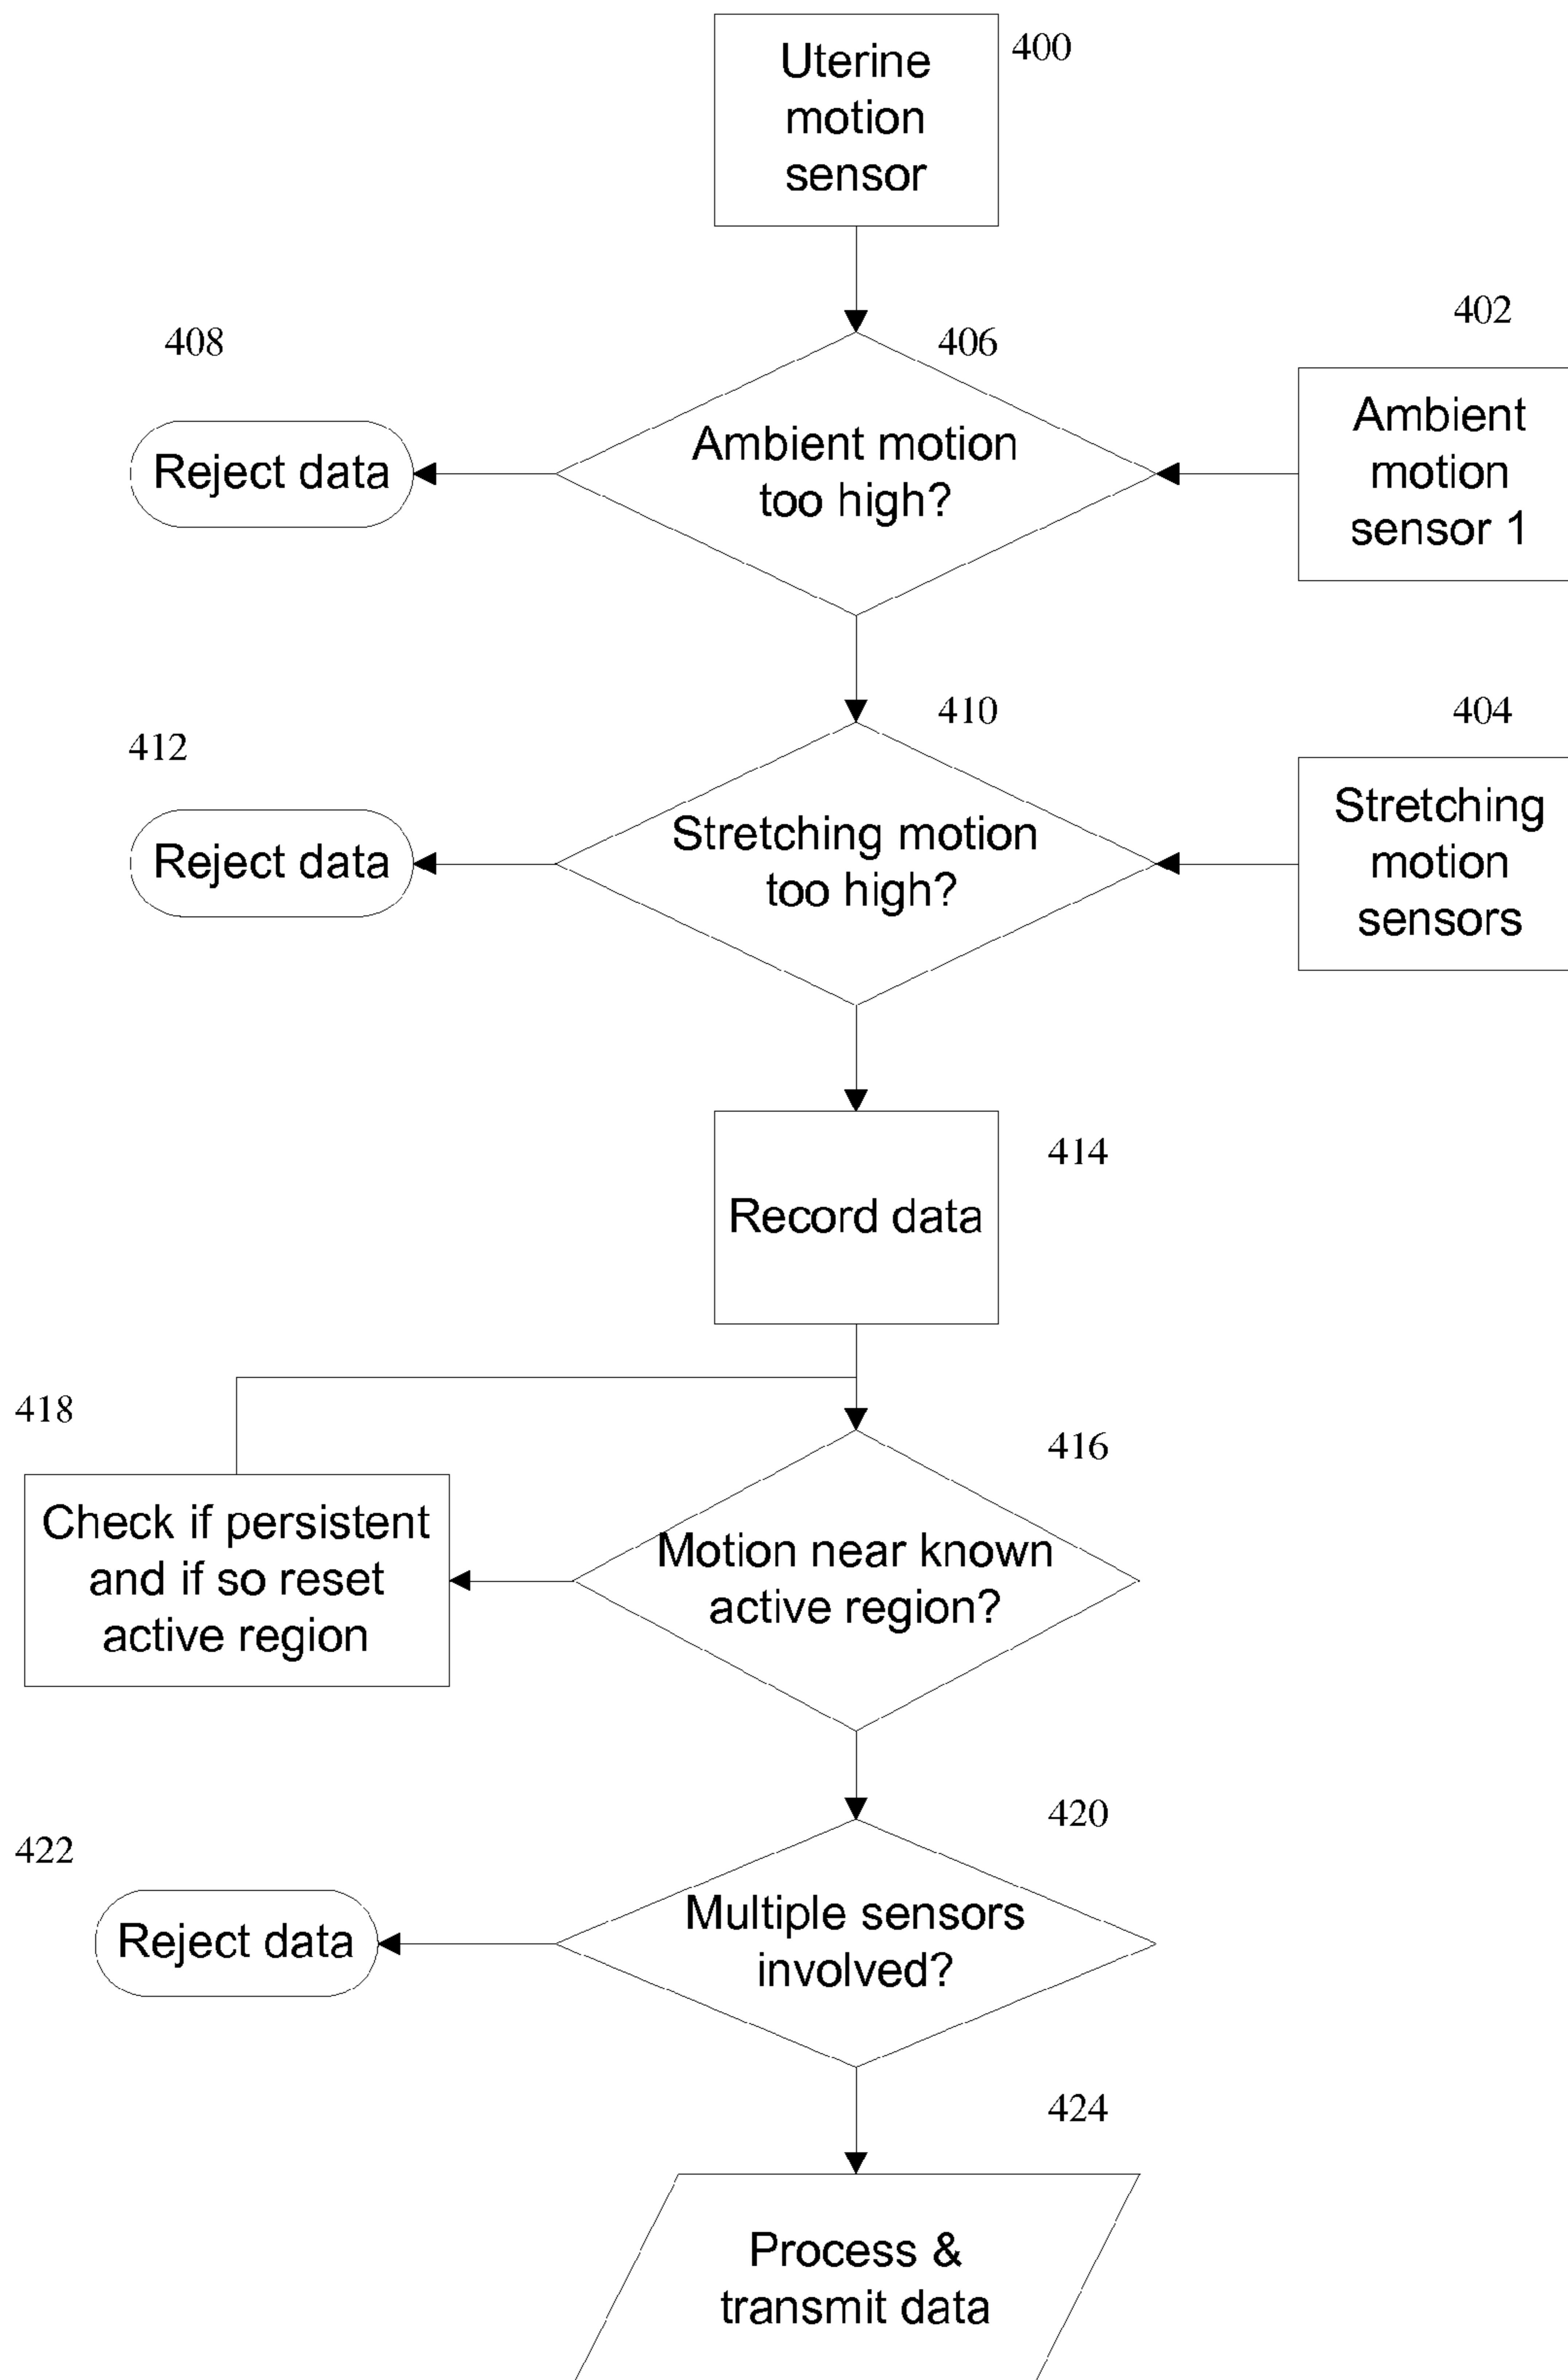 Uterine
motion
sensor
400
402
408
406
Ambient motion
too high?
Reject data
Ambient
motion
sensor 1
410
404
412
Stretching motion
too high?
Reject data
Stretching
motion
sensors
414
Record data
418
416
Check if persistent
and if so reset
active region
Motion near known
active region?
420
422
Multiple sensors
involved?
Reject data
424
Process &
transmit data